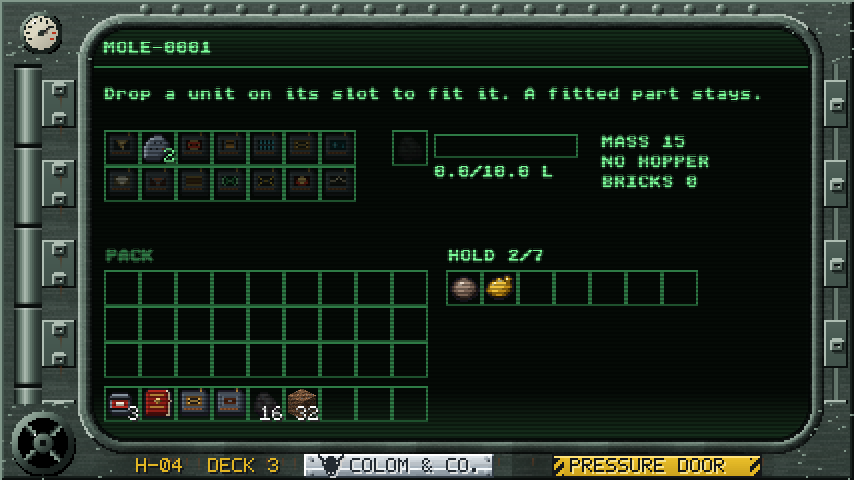 MOLE-0001
Drop a unit on its slot to fit it. A fitted part stays.
2
MASS 15
NO HOPPER
BRICKS 0
0.0/10.0 L
PACK
HOLD 2/7
3
16
32
H-04 DECK 3
COLOM & CO.
PRESSURE DOOR